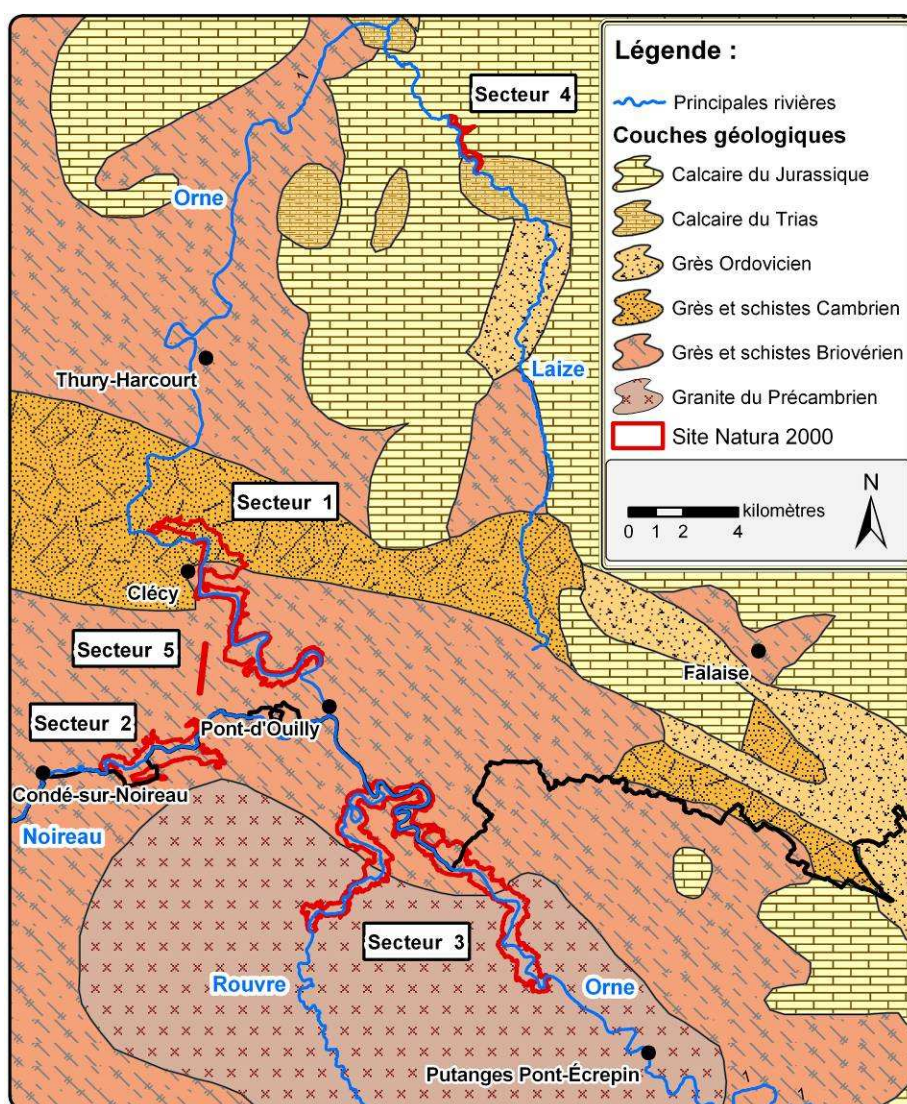 Légende :
Principales rivières
Couches géologiques
Calcaire du Jurassique
Calcaire du Trias
Grès Ordovicien
Grès et schistes Cambrien
Grès et schistes Briovérien
Granite du Précambrien
Site Natura 2000
N
kilomètres
0 1 2 4
Secteur 4
Orne
Thury-Harcourt
Laize
Secteur 1
Clécy
Secteur 5
Falaise
Secteur 2
Pont-d'Ouilly
Condé-sur-Noireau
Noireau
Secteur 3
Rouvre
Orne
Putanges Pont-Écrepin